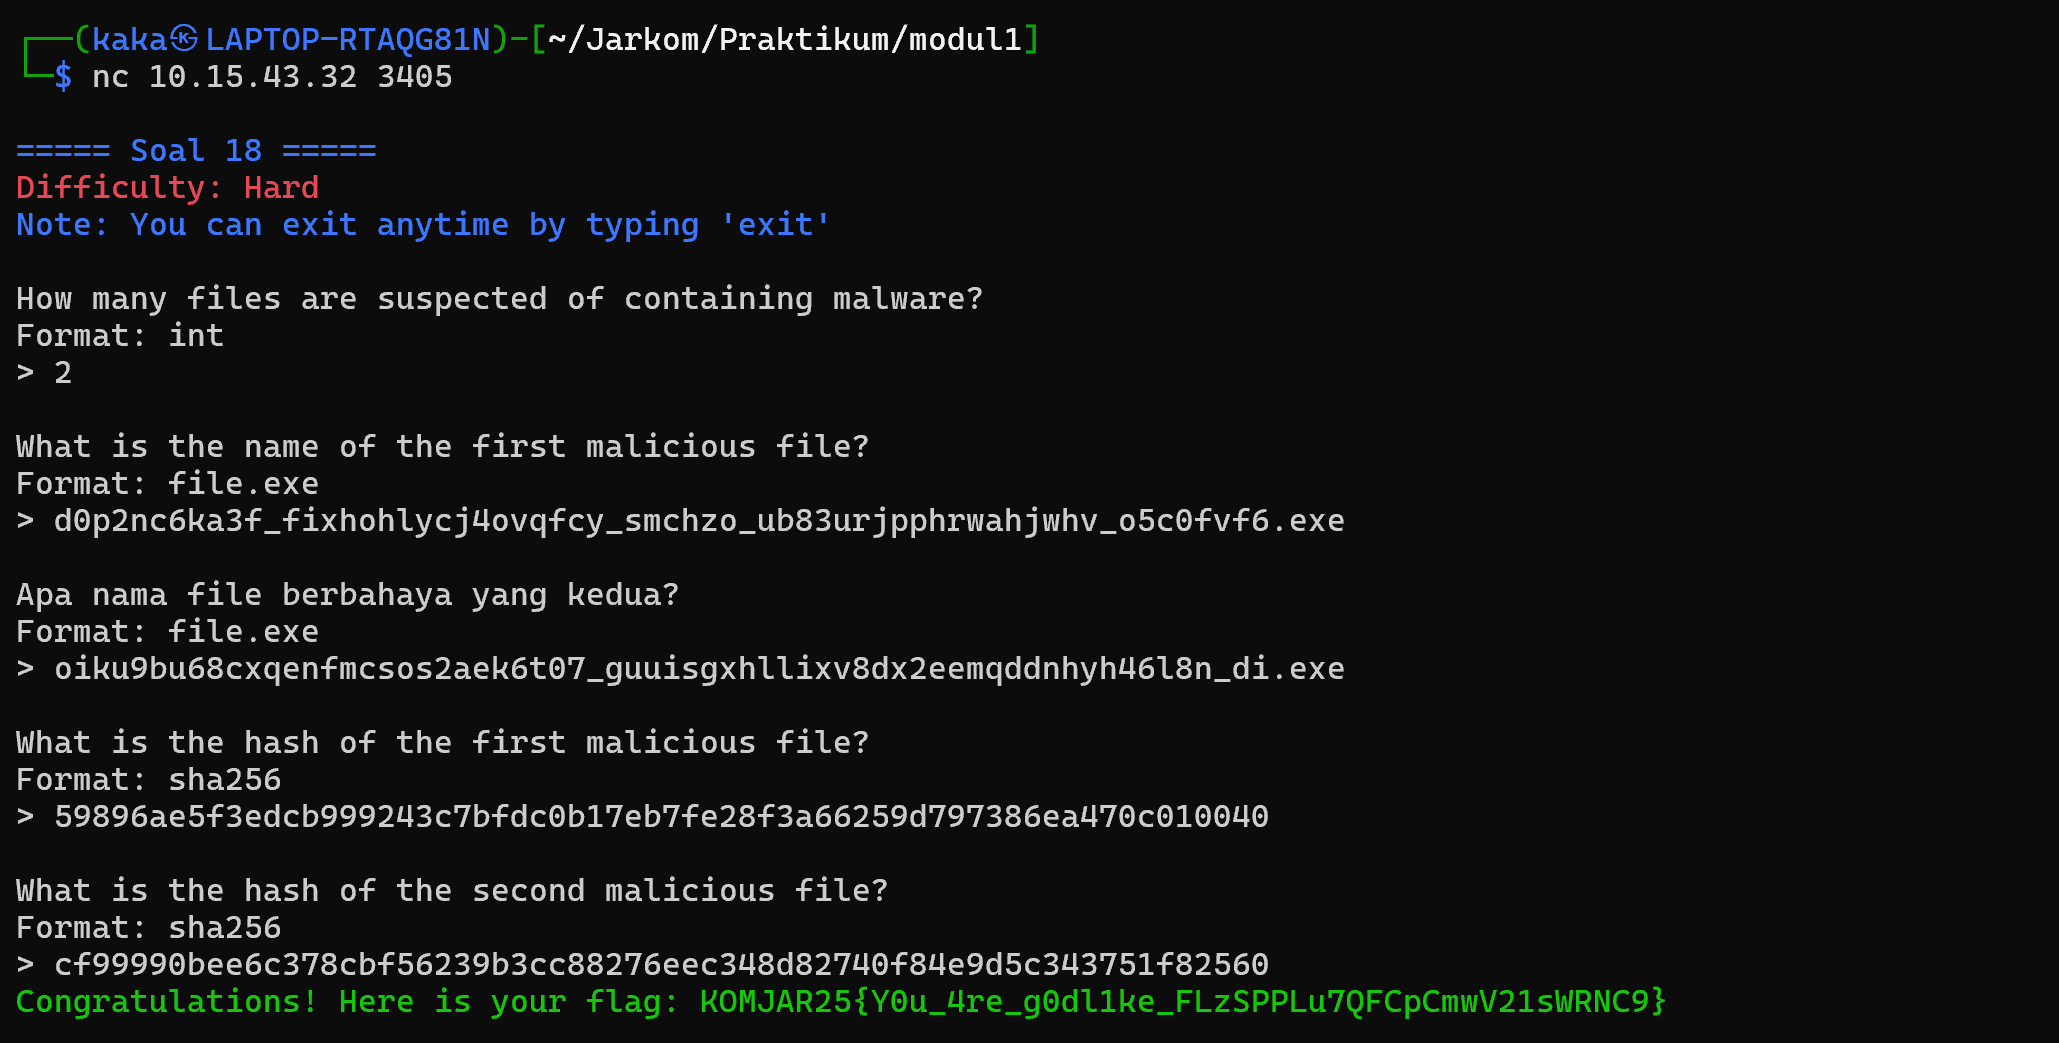 ┌──(kaka㉿LAPTOP-RTAQG81N)-[~/Jarkom/Praktikum/modul1]
└─$ nc 10.15.43.32 3405
===== Soal 18 =====
Difficulty: Hard
Note: You can exit anytime by typing 'exit'
How many files are suspected of containing malware?
Format: int
> 2
What is the name of the first malicious file?
Format: file.exe
> d0p2nc6ka3f_fixhohlycj4ovqfcy_smchzo_ub83urjpphrwahjwhv_o5c0fvf6.exe
Apa nama file berbahaya yang kedua?
Format: file.exe
> oiku9bu68cxqenfmcsos2aek6t07_guuisgxhllixv8dx2eemqddnhyh46l8n_di.exe
What is the hash of the first malicious file?
Format: sha256
> 59896ae5f3edcb999243c7bfdc0b17eb7fe28f3a66259d797386ea470c010040
What is the hash of the second malicious file?
Format: sha256
> cf99990bee6c378cbf56239b3cc88276eec348d82740f84e9d5c343751f82560
Congratulations! Here is your flag: KOMJAR25{Y0u_4re_g0dl1ke_FLzSPPLu7QFCpCmwV21sWRNC9}